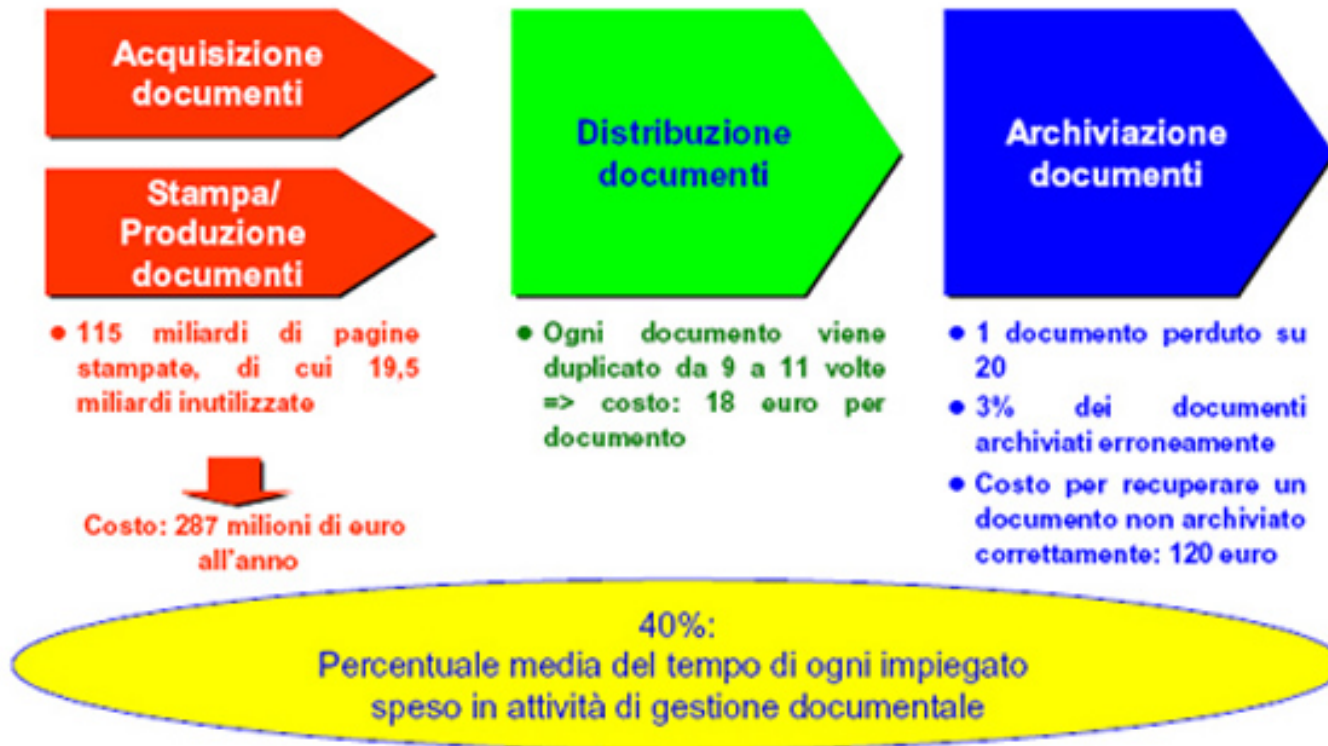 Acquisizione
documenti
Stampa/
Produzione
documenti
● 115 miliardi di pagine
stampate, di cui 19,5
miliardi inutilizzate
Costo: 287 milioni di euro
all'anno
Distribuzione
documenti
● Ogni documento viene
duplicato da 9 a 11 volte
=> costo: 18 euro per
documento
Archiviazione
documenti
● 1 documento perduto su
20
● 3% dei documenti
archiviati erroneamente
● Costo per recuperare un
documento non archiviato
correttamente: 120 euro
40%:
Percentuale media del tempo di ogni impiegato
speso in attività di gestione documentale